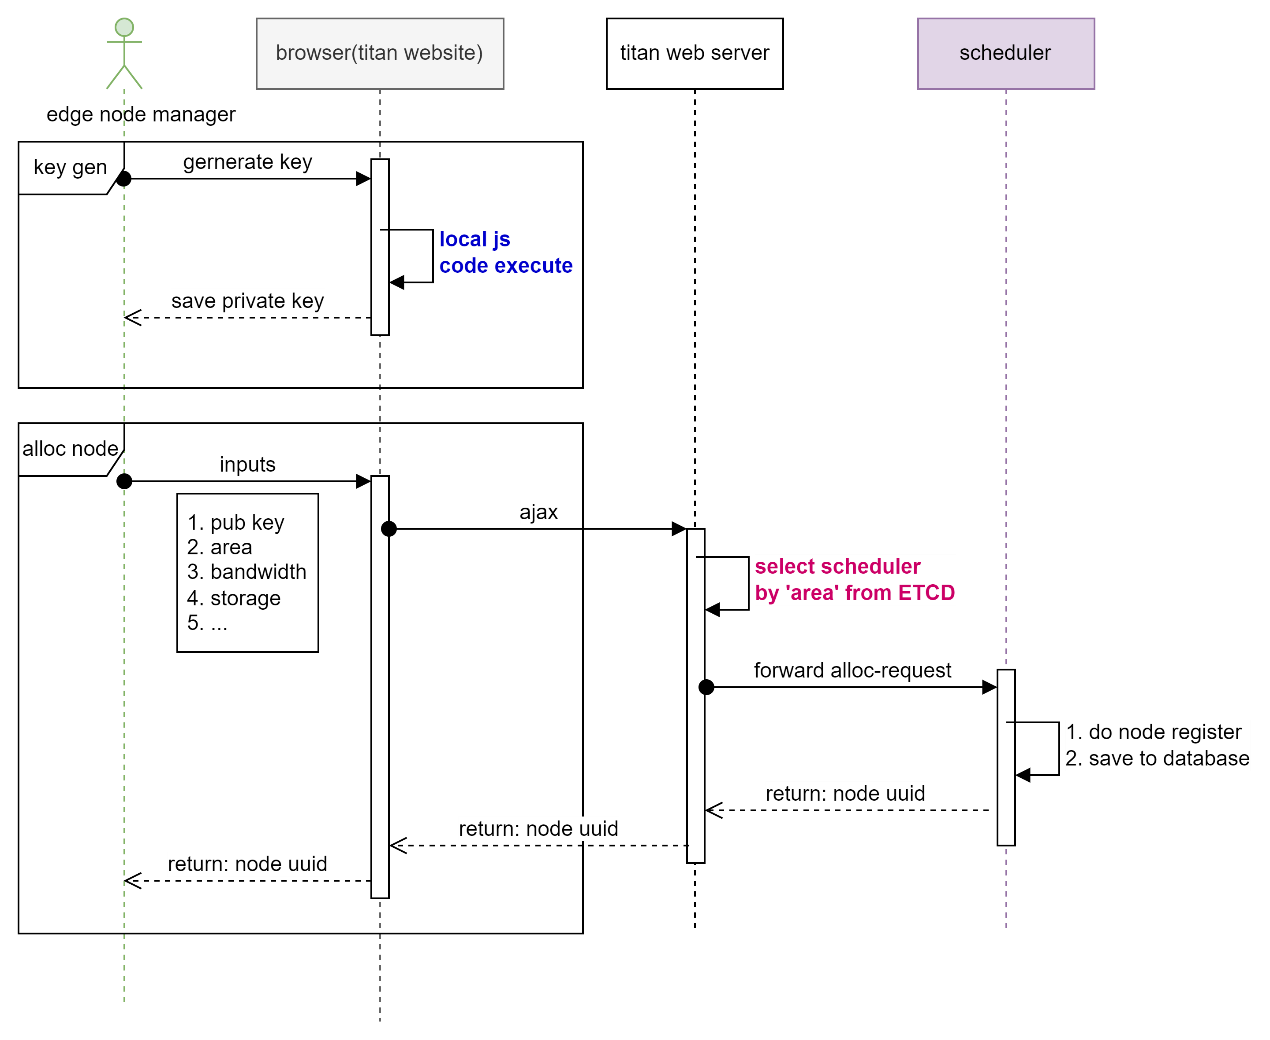 browser(titan website)
titan web server
scheduler
edge node manager
key gen
gernerate key
local js
code execute
save private key
alloc node
inputs
1. pub key
2. area
3. bandwidth
4. storage
5. ...
ajax
select scheduler
by 'area' from ETCD
forward alloc-request
1. do node register
2. save to database
return: node uuid
return: node uuid
return: node uuid